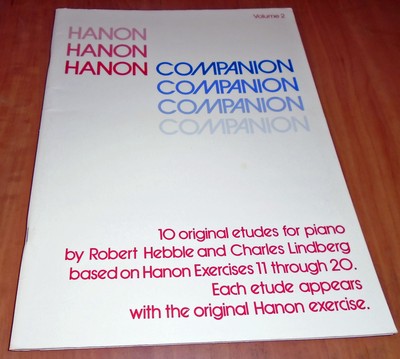 Volume 2
HANON
HANON
HANON COMPANION
COMPANION
COMPANION
COMPANION
10 original etudes for piano
by Robert Hebble and Charles Lindberg
based on Hanon Exercises 11 through 20.
Each etude appears
with the original Hanon exercise.